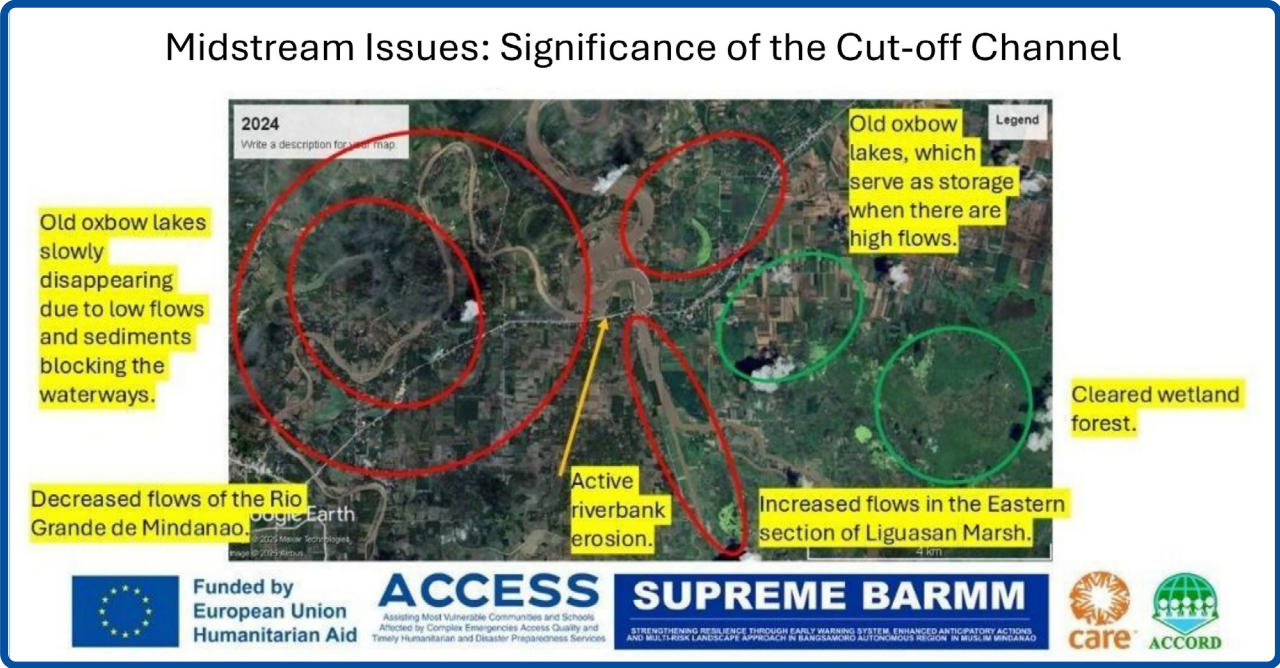 Midstream Issues: Significance of the Cut-off Channel
2024
Write a description for your map.
Legend
Old oxbow
lakes, which
serve as storage
when there are
high flows.
Old oxbow lakes
slowly
disappearing
due to low flows
and sediments
blocking the
waterways.
Cleared wetland
forest.
Decreased flows of the Rio
Grande de Mindanao.
Active
riverbank
erosion.
Increased flows in the Eastern
section of Liguasan Marsh.
Google Earth
© 2025 Maxar Technologies
Image © 2025 Airbus
4 km
Funded by
European Union
Humanitarian Aid
ACCESS
Assisting Most Vulnerable Communities and Schools
Affected by Complex Emergencies Access Quality and
Timely Humanitarian and Disaster Preparedness Services
SUPREME BARMM
STRENGTHENING RESILIENCE THROUGH EARLY WARNING SYSTEM, ENHANCED ANTICIPATORY ACTIONS
AND MULTI-RISK LANDSCAPE APPROACH IN BANGSAMORO AUTONOMOUS REGION IN MUSLIM MINDANAO
care
ACCORD